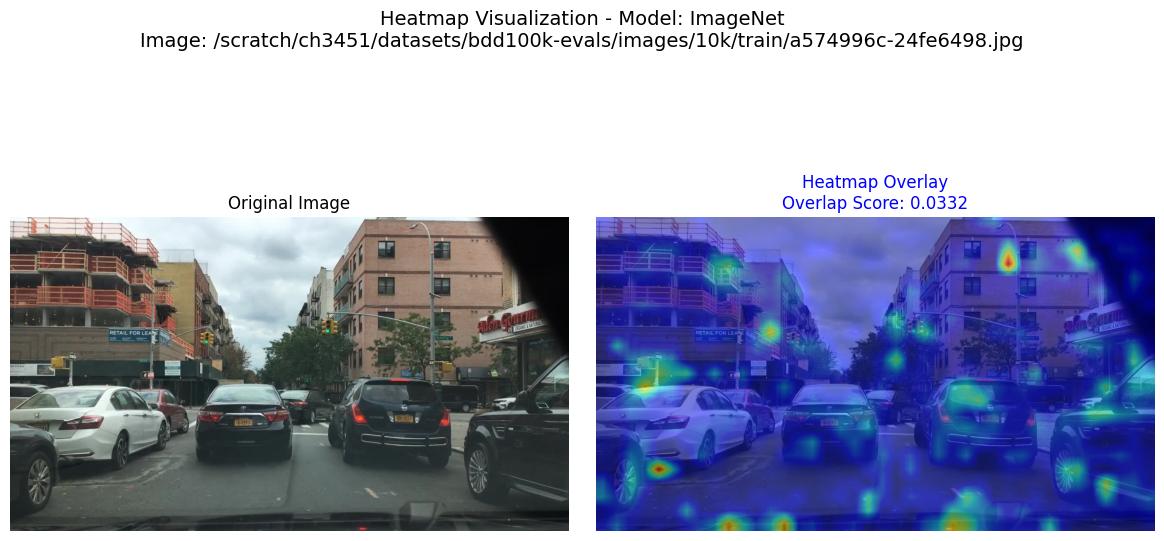 Heatmap Visualization - Model: ImageNet
Image: /scratch/ch3451/datasets/bdd100k-evals/images/10k/train/a574996c-24fe6498.jpg
Original Image
Heatmap Overlay
Overlap Score: 0.0332
RETAIL FOR LEASE